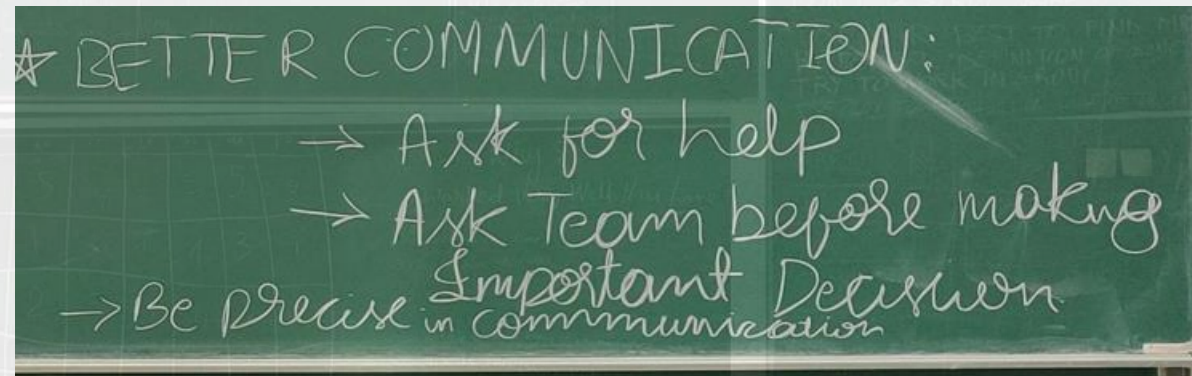 ☆ BETTER COMMUNICATION:
→ Ask for help
→ Ask Team before making
Important Decision
→ Be precise in communication